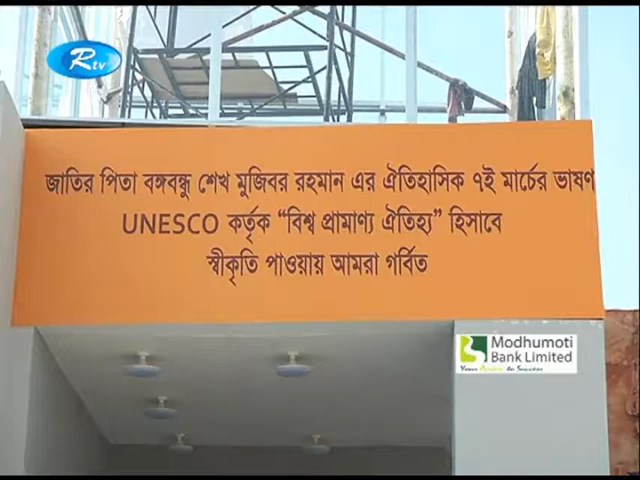 Rtv
জাতির পিতা বঙ্গবন্ধু শেখ মুজিবর রহমান এর ঐতিহাসিক ৭ই মার্চের ভাষণ
UNESCO কর্তৃক “বিশ্ব প্রামাণ্য ঐতিহ্য” হিসাবে
স্বীকৃতি পাওয়ায় আমরা গর্বিত
Modhumoti
Bank Limited